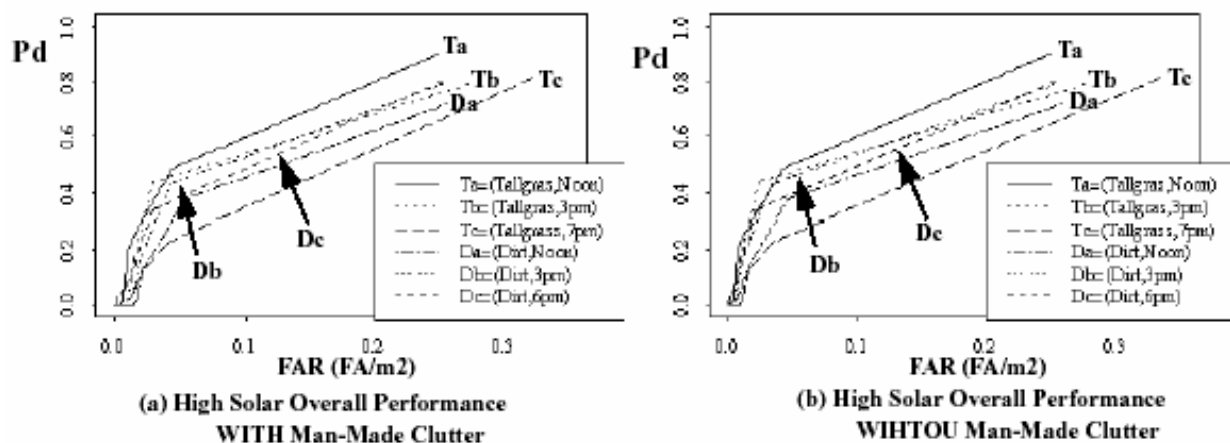 Pd
1.0
0.8
0.6
0.4
0.2
0.0
Ta
Tb
Tc
Da
Dc
Db
Ta=(Tallgras,Noon)
Tb=(Tallgras,3pm)
Tc=(Tallgrass,7pm)
Da=(Dirt,Noon)
Db=(Dirt,3pm)
Dc=(Dirt,6pm)
0.0
0.1
0.2
0.3
FAR (FA/m2)
(a) High Solar Overall Performance
WITH Man-Made Clutter
Pd
1.0
0.8
0.6
0.4
0.2
0.0
Ta
Tb
Tc
Da
Dc
Db
Ta=(Tallgras,Noon)
Tb=(Tallgras,3pm)
Tc=(Tallgrass,7pm)
Da=(Dirt,Noon)
Db=(Dirt,3pm)
Dc=(Dirt,6pm)
0.0
0.1
0.2
0.3
FAR (FA/m2)
(b) High Solar Overall Performance
WIHTOU Man-Made Clutter